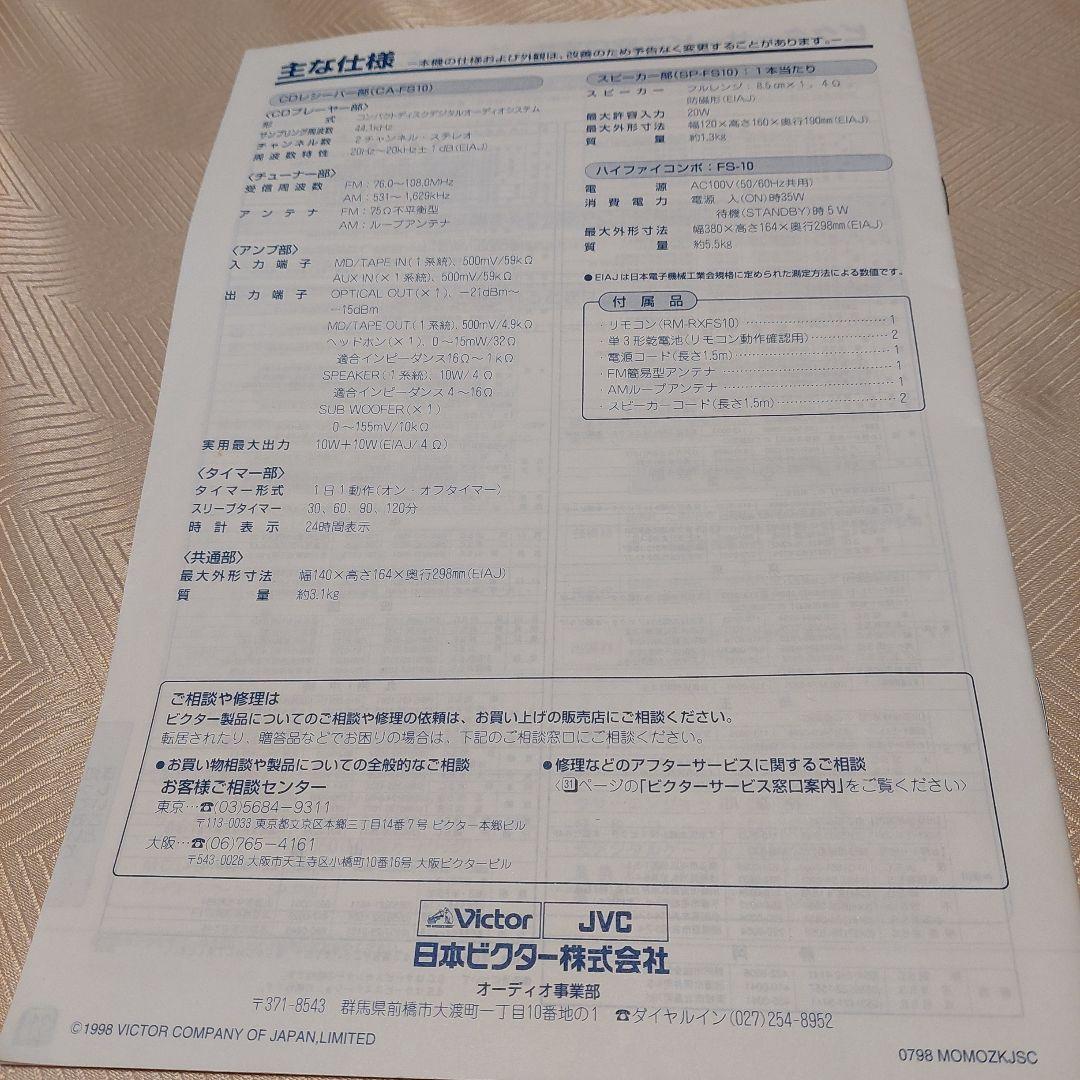 主な仕様 —本機の仕様および外観は、改善のため予告なく変更することがあります。—
CDレシーバー部(CA-FS10)
〈CDプレーヤー部〉
形式 コンパクトディスクデジタルオーディオシステム
サンプリング周波数 44.1kHz
チャンネル数 2チャンネル・ステレオ
周波数特性 20Hz〜20kHz±1dB(EIAJ)
〈チューナー部〉
受信周波数 FM：76.0〜108.0MHz
AM：531〜1,629kHz
アンテナ FM：75Ω不平衡型
AM：ループアンテナ
〈アンプ部〉
入力端子 MD/TAPE IN(1系統)、500mV/59kΩ
AUX IN(×1系統)、500mV/59kΩ
出力端子 OPTICAL OUT(×1)、−21dBm〜
−15dBm
MD/TAPE OUT(1系統)、500mV/4.9kΩ
ヘッドホン(×1)、0〜15mW/32Ω
適合インピーダンス16Ω〜1kΩ
SPEAKER(1系統)、10W/4Ω
適合インピーダンス4〜16Ω
SUB WOOFER(×1)
0〜155mV/10kΩ
実用最大出力 10W+10W(EIAJ/4Ω)
〈タイマー部〉
タイマー形式 1日1動作(オン・オフタイマー)
スリープタイマー 30、60、90、120分
時計表示 24時間表示
〈共通部〉
最大外形寸法 幅140×高さ164×奥行298mm(EIAJ)
質量 約3.1kg
スピーカー部(SP-FS10)：1本当たり
スピーカー フルレンジ：8.5cm×1、4Ω
防磁形(EIAJ)
最大許容入力 20W
最大外形寸法 幅120×高さ160×奥行190mm(EIAJ)
質量 約1.3kg
ハイファイコンポ：FS-10
電源 AC100V(50/60Hz共用)
消費電力 電源 入(ON)時35W
待機(STANDBY)時5W
最大外形寸法 幅380×高さ164×奥行298mm(EIAJ)
質量 約5.5kg
●EIAJは日本電子機械工業会規格に定められた測定方法による数値です。
付属品
・リモコン(RM-RXFS10)……1
・単3形乾電池(リモコン動作確認用)……2
・電源コード(長さ1.5m)……1
・FM簡易型アンテナ……1
・AMループアンテナ……1
・スピーカーコード(長さ1.5m)……2
ご相談や修理は
ビクター製品についてのご相談や修理の依頼は、お買い上げの販売店にご相談ください。
転居されたり、贈答品などでお困りの場合は、下記のご相談窓口にご相談ください。
●お買い物相談や製品についての全般的なご相談
お客様ご相談センター
東京…☎(03)5684-9311
〒113-0033 東京都文京区本郷三丁目14番7号 ビクター本郷ビル
大阪…☎(06)765-4161
〒543-0028 大阪市天王寺区小橋町10番16号 大阪ビクタービル
●修理などのアフターサービスに関するご相談
〈31ページの「ビクターサービス窓口案内」をご覧ください〉
Victor JVC
日本ビクター株式会社
オーディオ事業部
〒371-8543 群馬県前橋市大渡町一丁目10番地の1 ☎ダイヤルイン(027)254-8952
©1998 VICTOR COMPANY OF JAPAN,LIMITED
0798 MOMOZKJSC